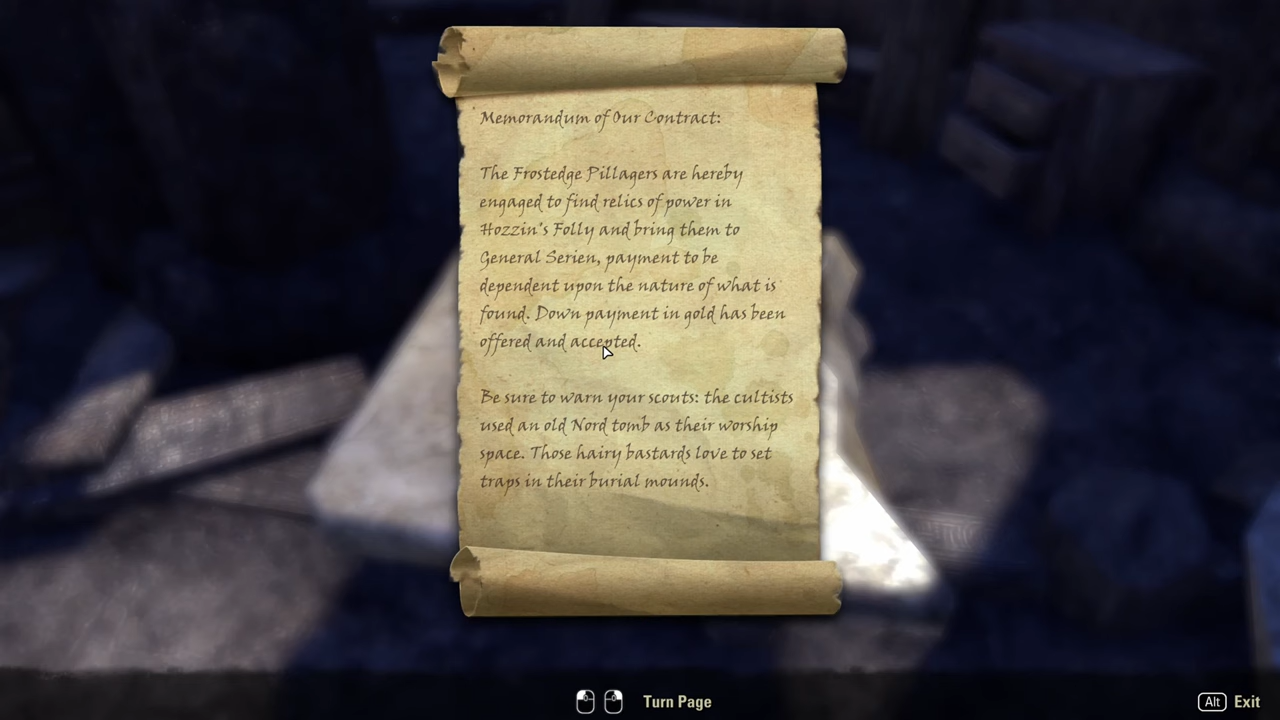 Memorandum of Our Contract:
The Frostedge Pillagers are hereby
engaged to find relics of power in
Hozzin's Folly and bring them to
General Serien, payment to be
dependent upon the nature of what is
found. Down payment in gold has been
offered and accepted.
Be sure to warn your scouts: the cultists
used an old Nord tomb as their worship
space. Those hairy bastards love to set
traps in their burial mounds.
Turn Page
Alt Exit